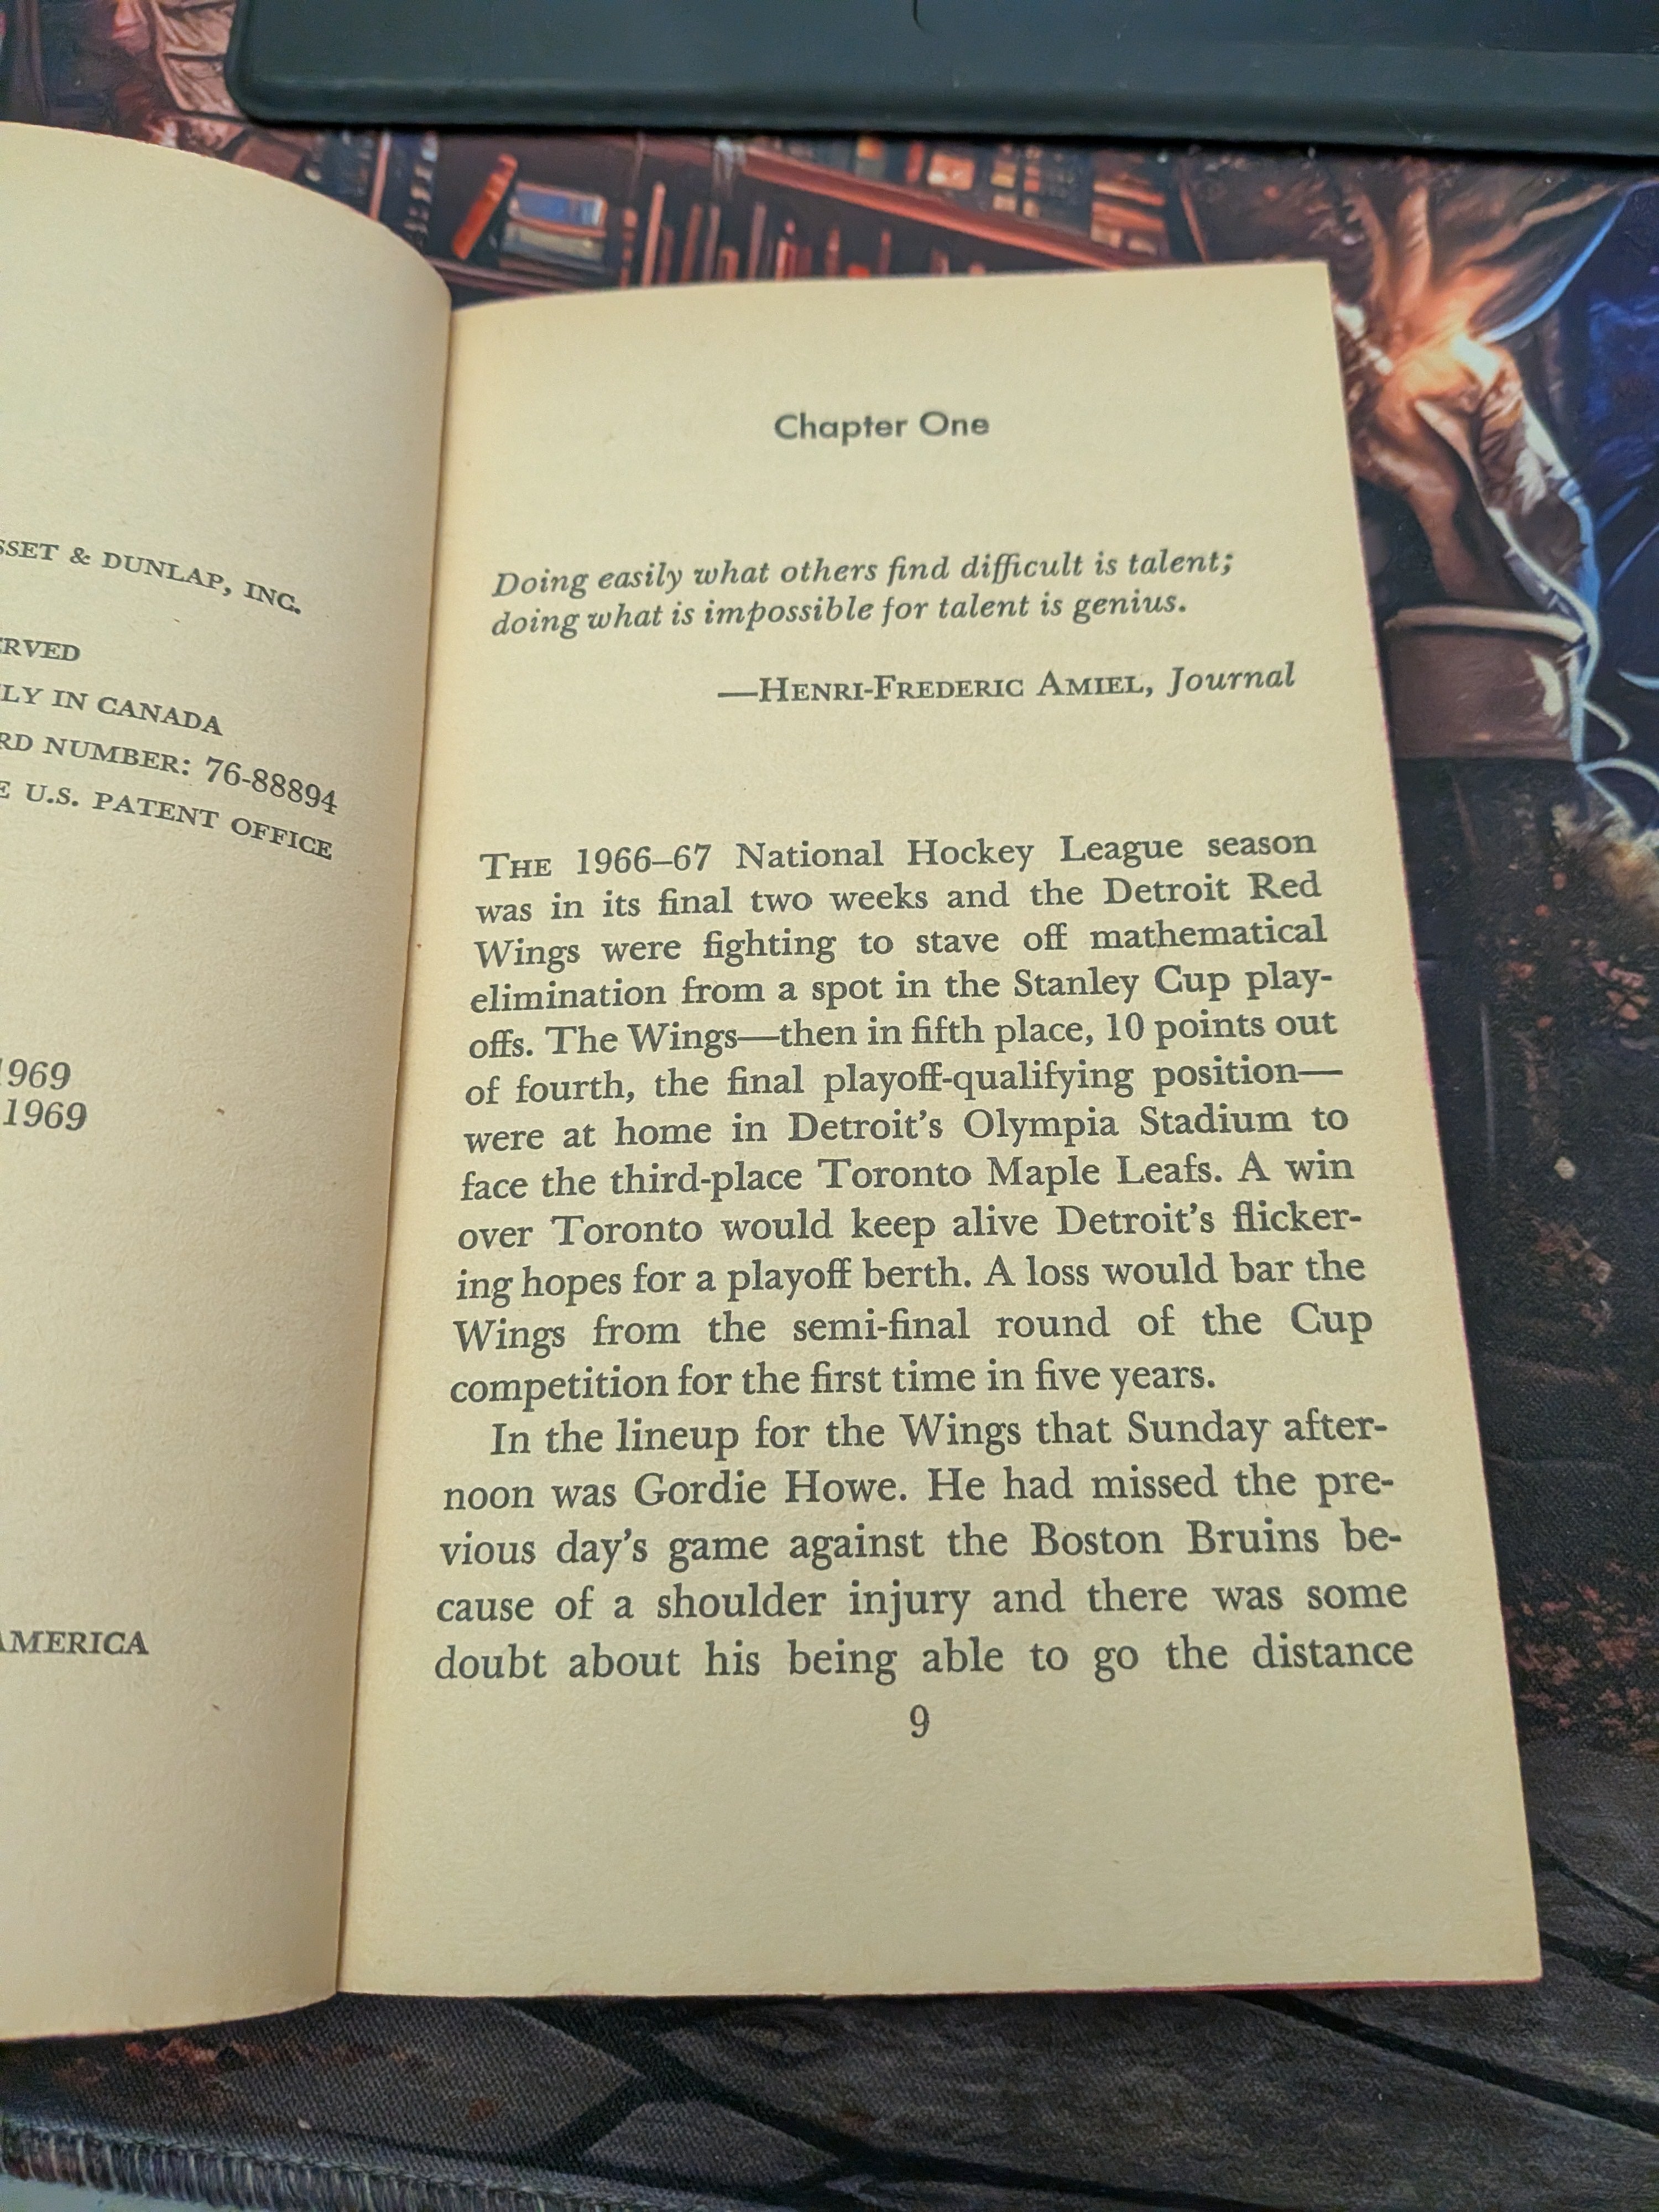 & DUNLAP, INC.
IN CANADA
NUMBER: 76-88894
U.S. PATENT OFFICE
1969
1969
AMERICA
Chapter One
Doing easily what others find difficult is talent;
doing what is impossible for talent is genius.
—HENRI-FREDERIC AMIEL, Journal
THE 1966–67 National Hockey League season
was in its final two weeks and the Detroit Red
Wings were fighting to stave off mathematical
elimination from a spot in the Stanley Cup play-
offs. The Wings—then in fifth place, 10 points out
of fourth, the final playoff-qualifying position—
were at home in Detroit's Olympia Stadium to
face the third-place Toronto Maple Leafs. A win
over Toronto would keep alive Detroit's flicker-
ing hopes for a playoff berth. A loss would bar the
Wings from the semi-final round of the Cup
competition for the first time in five years.
In the lineup for the Wings that Sunday after-
noon was Gordie Howe. He had missed the pre-
vious day's game against the Boston Bruins be-
cause of a shoulder injury and there was some
doubt about his being able to go the distance
9